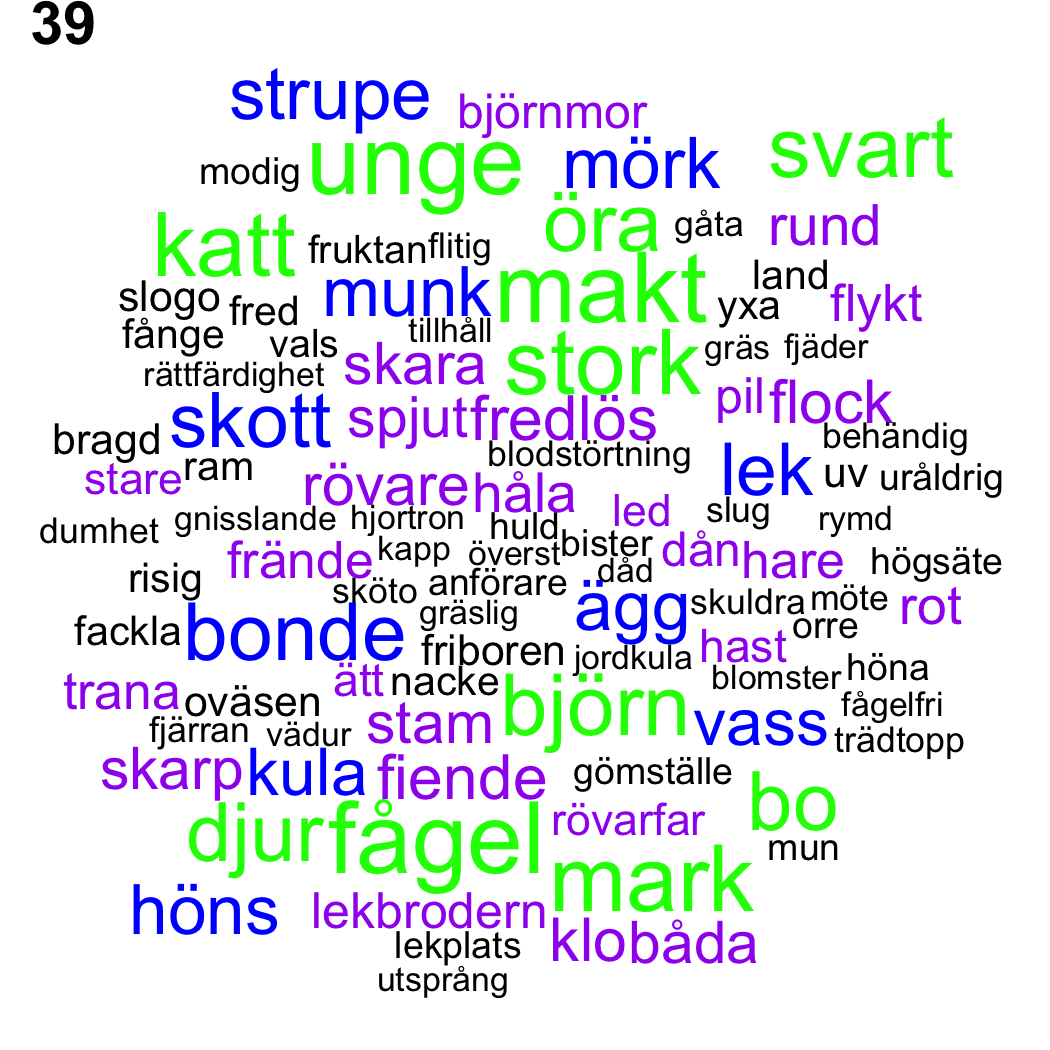 39
strupe björnmor
modig unge mörk svart
katt fruktan flitig öra gåta rund
slogo fred munk makt land yxa flykt
fånge vals tillhåll
rättfärdighet skara stork gräs fjäder
skott spjut fredlös pil flock
bragd blodstörtning behändig
stare ram rövare håla lek uv uråldrig
dumhet gnisslande hjortron huld led slug rymd
frände kapp överst bister dån hare högsäte
risig sköto anförare dåd
fackla bonde gräslig ägg skuldra möte rot
friboren jordkula hast orre
trana oväsen ätt nacke björn blomster höna
fjärran vädur stam vass fågelfri
trädtopp
skarp kula fiende gömställe
djur fågel rövarfar bo
mark mun
höns lekbrodern
lekplats klo båda
utsprång